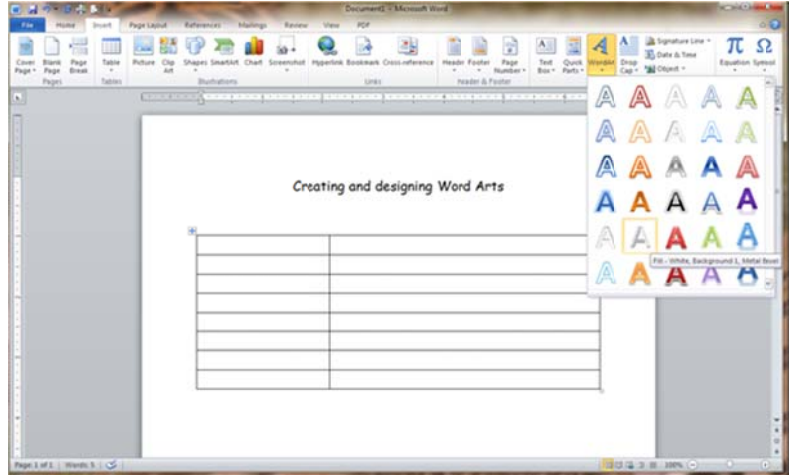 Document1 - Microsoft Word
File Home Insert Page Layout References Mailings Review View PDF
Cover Page Blank Page Page Break Table Picture Clip Art Shapes SmartArt Chart Screenshot Hyperlink Bookmark Cross-reference Header Footer Page Number Text Box Quick Parts WordArt Drop Cap Signature Line Date & Time Object Equation Symbol
Pages Tables Illustrations Links Header & Footer
Creating and designing Word Arts
Fill - White, Background 1, Metal Bevel
Page: 1 of 1 Words: 5 100%